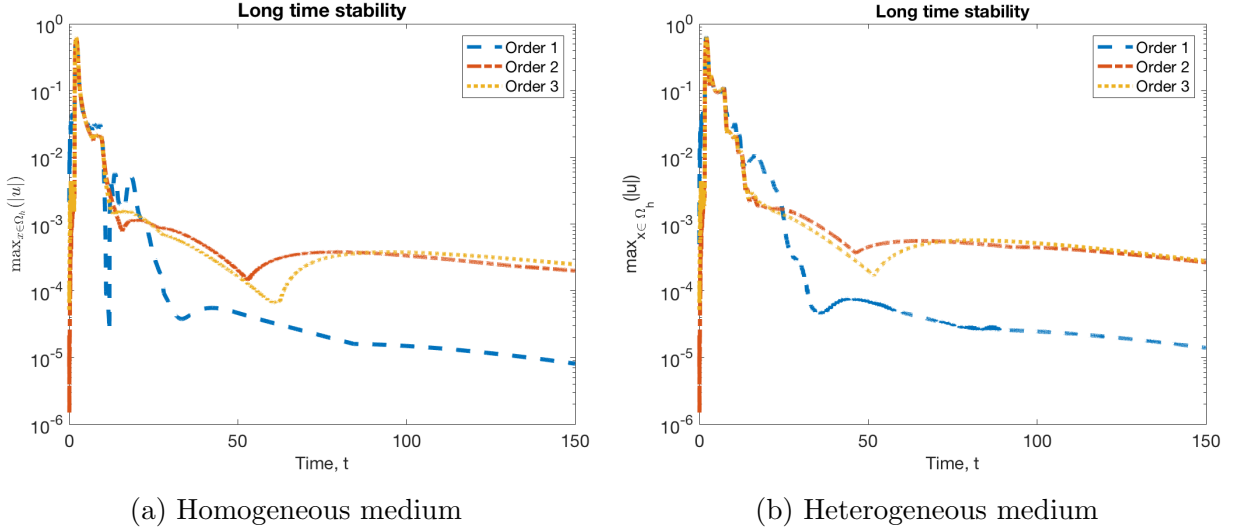 Long time stability
10^0
10^-1
10^-2
10^-3
10^-4
10^-5
10^-6
max_{x∈Ω_h}(|u|)
Order 1
Order 2
Order 3
0 50 100 150
Time, t
(a) Homogeneous medium
Long time stability
10^0
10^-1
10^-2
10^-3
10^-4
10^-5
10^-6
max_{x∈ Ω_h}(|u|)
Order 1
Order 2
Order 3
0 50 100 150
Time, t
(b) Heterogeneous medium